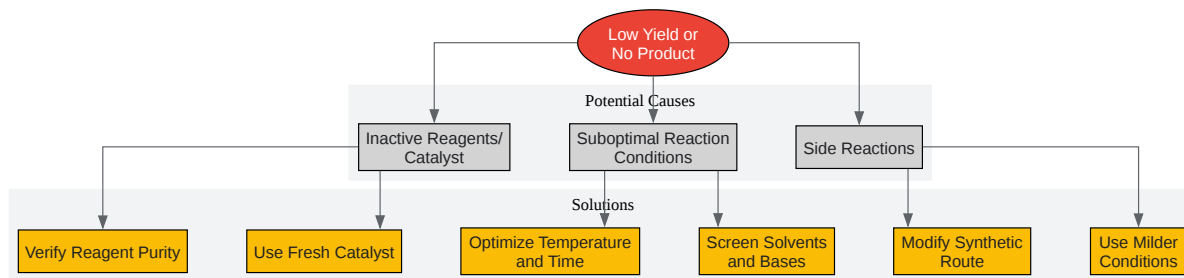 Low Yield or
No Product
Potential Causes
Inactive Reagents/
Catalyst
Suboptimal Reaction
Conditions
Side Reactions
Solutions
Verify Reagent Purity
Use Fresh Catalyst
Optimize Temperature
and Time
Screen Solvents
and Bases
Modify Synthetic
Route
Use Milder
Conditions